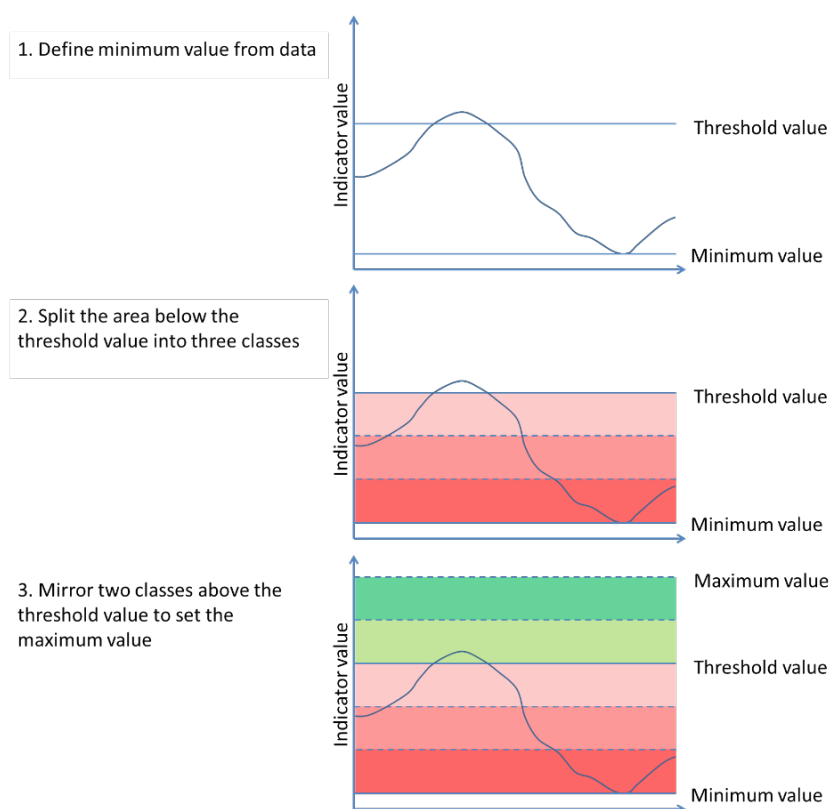 1. Define minimum value from data
Indicator value
Threshold value
Minimum value
2. Split the area below the
threshold value into three classes
Indicator value
Threshold value
Minimum value
3. Mirror two classes above the
threshold value to set the
maximum value
Indicator value
Maximum value
Threshold value
Minimum value